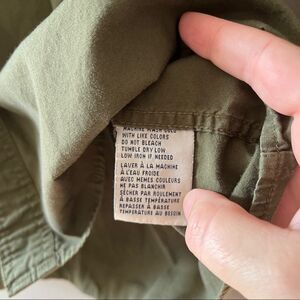 MACHINE WASH COLD
WITH LIKE COLORS
DO NOT BLEACH
TUMBLE DRY LOW
LOW IRON IF NEEDED
LAVER À LA MACHINE
À L'EAU FROIDE
AVEC MÊMES COULEURS
NE PAS BLANCHIR
SÉCHER PAR ROULEMENT
À BASSE TEMPÉRATURE
REPASSER À BASSE
TEMPÉRATURE AU BESOIN